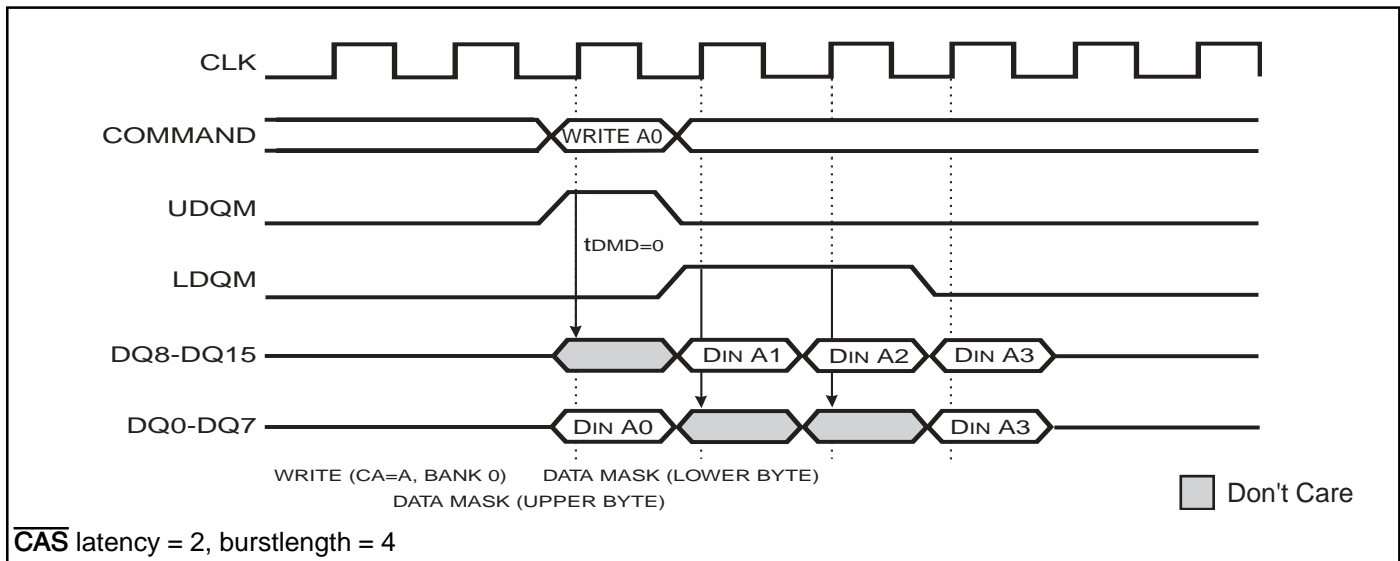 CLK
COMMAND WRITE A0
UDQM
tDMD=0
LDQM
DQ8-DQ15 DIN A1 DIN A2 DIN A3
DQ0-DQ7 DIN A0 DIN A3
WRITE (CA=A, BANK 0) DATA MASK (LOWER BYTE)
DATA MASK (UPPER BYTE)
Don't Care
CAS latency = 2, burstlength = 4